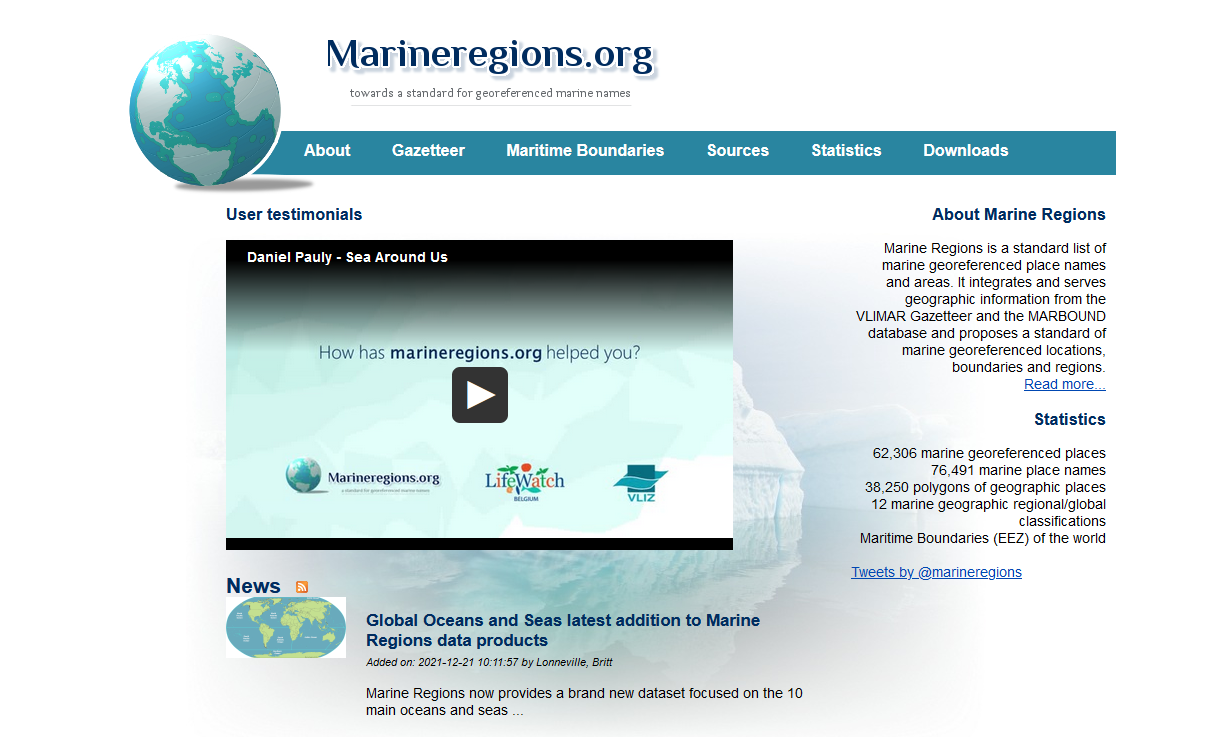 Marineregions.org
towards a standard for georeferenced marine names
About Gazetteer Maritime Boundaries Sources Statistics Downloads
User testimonials
Daniel Pauly - Sea Around Us
How has marineregions.org helped you?
Marineregions.org
a standard for georeferenced marine names
LifeWatch
BELGIUM
VLIZ
News
Global Oceans and Seas latest addition to Marine
Regions data products
Added on: 2021-12-21 10:11:57 by Lonneville, Britt
Marine Regions now provides a brand new dataset focused on the 10
main oceans and seas ...
About Marine Regions
Marine Regions is a standard list of
marine georeferenced place names
and areas. It integrates and serves
geographic information from the
VLIMAR Gazetteer and the MARBOUND
database and proposes a standard of
marine georeferenced locations,
boundaries and regions.
Read more...
Statistics
62,306 marine georeferenced places
76,491 marine place names
38,250 polygons of geographic places
12 marine geographic regional/global
classifications
Maritime Boundaries (EEZ) of the world
Tweets by @marineregions